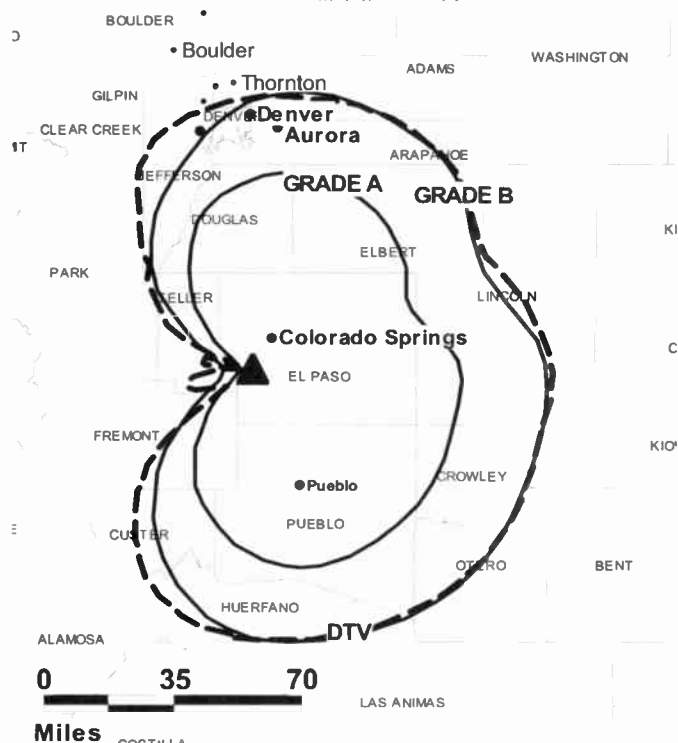 BOULDER
Boulder
WASHINGTON
ADAMS
Thornton
GILPIN
Denver
CLEAR CREEK
Aurora
ARAPAHOE
JEFFERSON
GRADE A
GRADE B
DOUGLAS
ELBERT
PARK
TELLER
LINCOLN
Colorado Springs
EL PASO
FREMONT
CROWLEY
Pueblo
PUEBLO
CUSTER
OTERO
BENT
HUERFANO
DTV
ALAMOSA
0 35 70
LAS ANIMAS
Miles